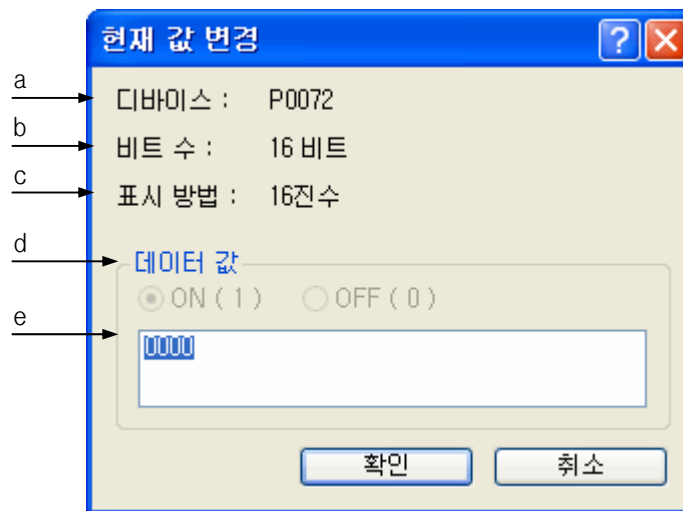 현재 값 변경
a 디바이스 : P0072
b 비트 수 : 16 비트
c 표시 방법 : 16진수
d 데이터 값
ON ( 1 ) OFF ( 0 )
e 0000
확인 취소